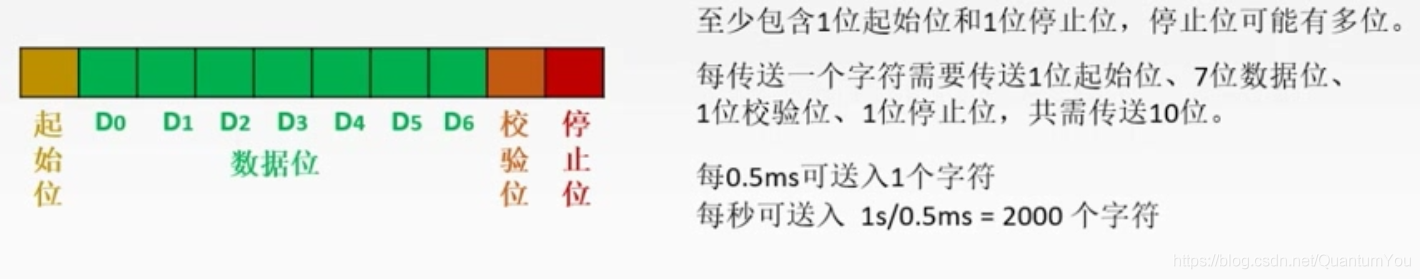 至少包含1位起始位和1位停止位，停止位可能有多位。
每传送一个字符需要传送1位起始位、7位数据位、
1位校验位、1位停止位，共需传送10位。
每0.5ms可送入1个字符
每秒可送入 1s/0.5ms = 2000 个字符
起始位
D0 D1 D2 D3 D4 D5 D6
数据位
校验位
停止位
https://blog.csdn.net/QuantumYou